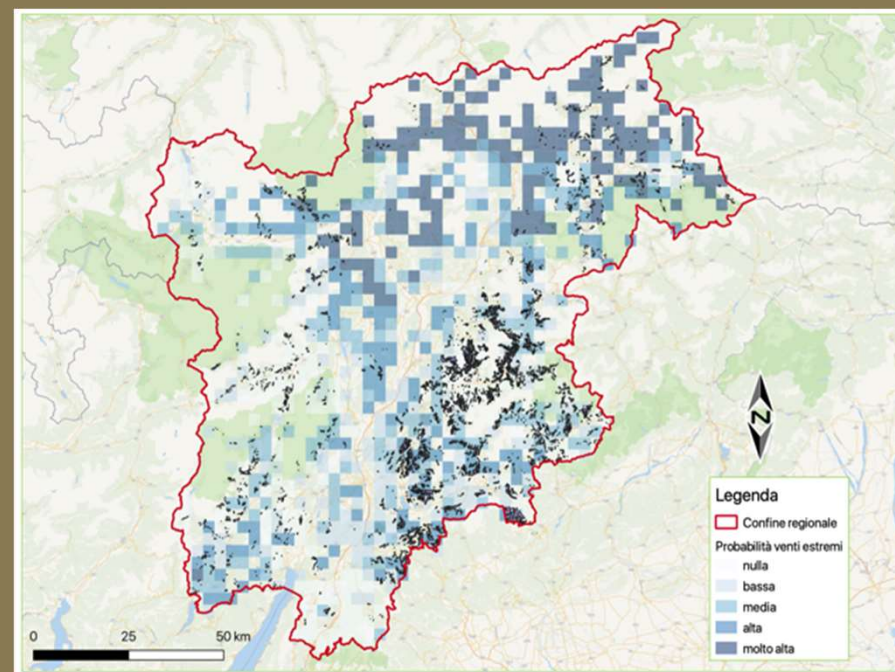 N
Legenda
Confine regionale
Probabilità venti estremi
nulla
bassa
media
alta
molto alta
0 25 50 km